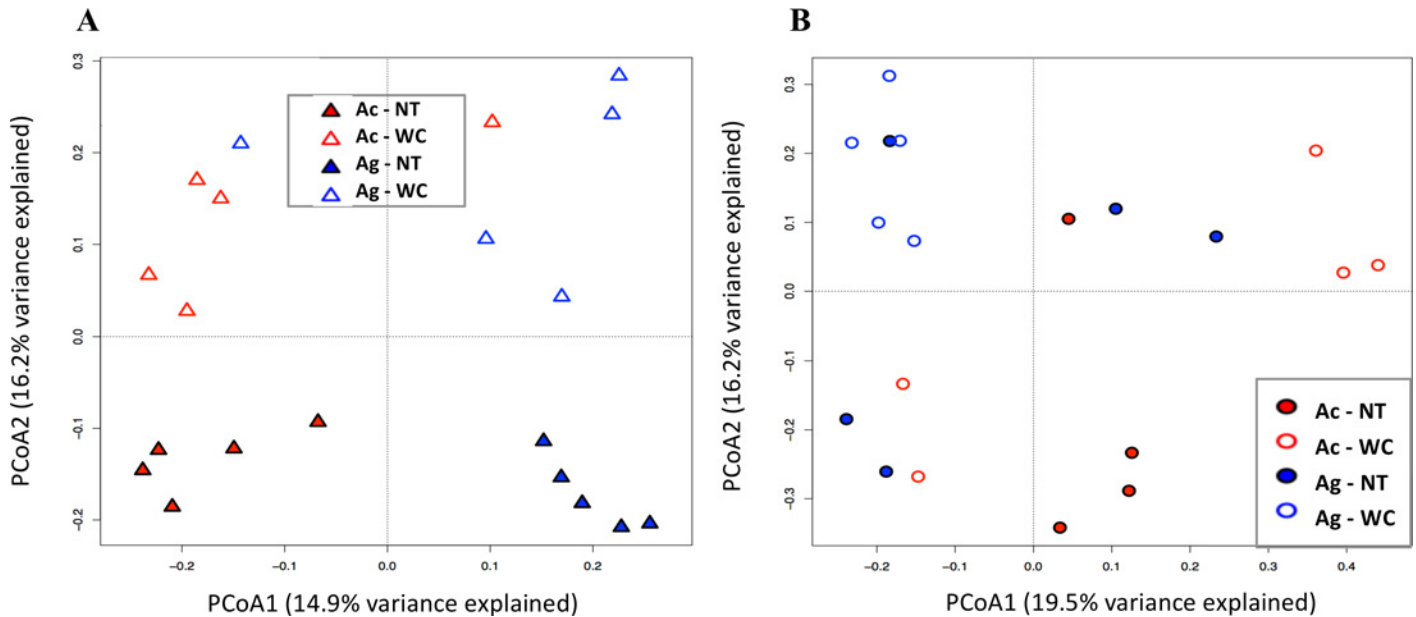 A
PCoA2 (16.2% variance explained)
0.3
0.2
0.1
0.0
-0.1
-0.2
Ac - NT
Ac - WC
Ag - NT
Ag - WC
-0.2 -0.1 0.0 0.1 0.2
PCoA1 (14.9% variance explained)
B
PCoA2 (16.2% variance explained)
0.3
0.2
0.1
0.0
-0.1
-0.2
-0.3
Ac - NT
Ac - WC
Ag - NT
Ag - WC
-0.2 -0.1 0.0 0.1 0.2 0.3 0.4
PCoA1 (19.5% variance explained)